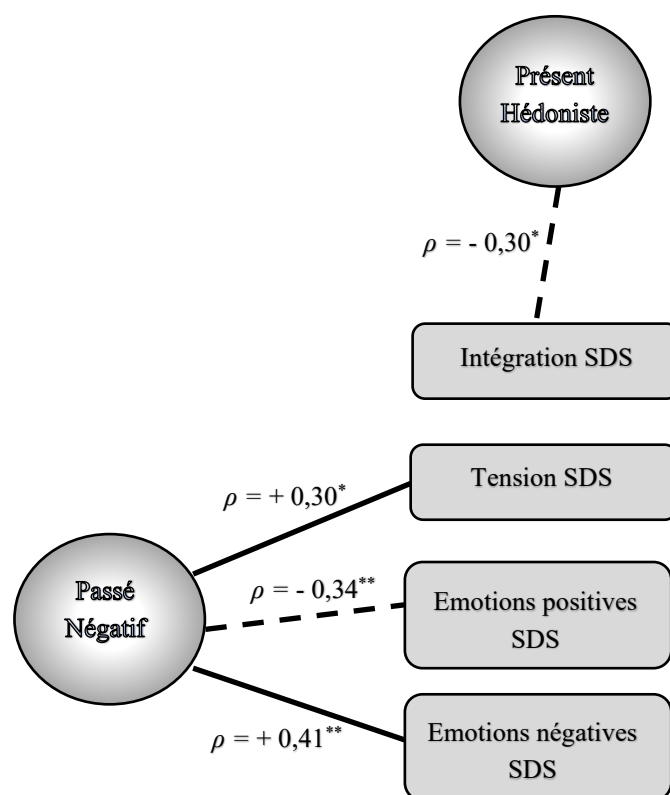 Présent
Hédoniste
ρ = - 0,30*
Intégration SDS
Tension SDS
ρ = + 0,30*
Passé
Négatif
ρ = - 0,34**
Emotions positives
SDS
ρ = + 0,41**
Emotions négatives
SDS